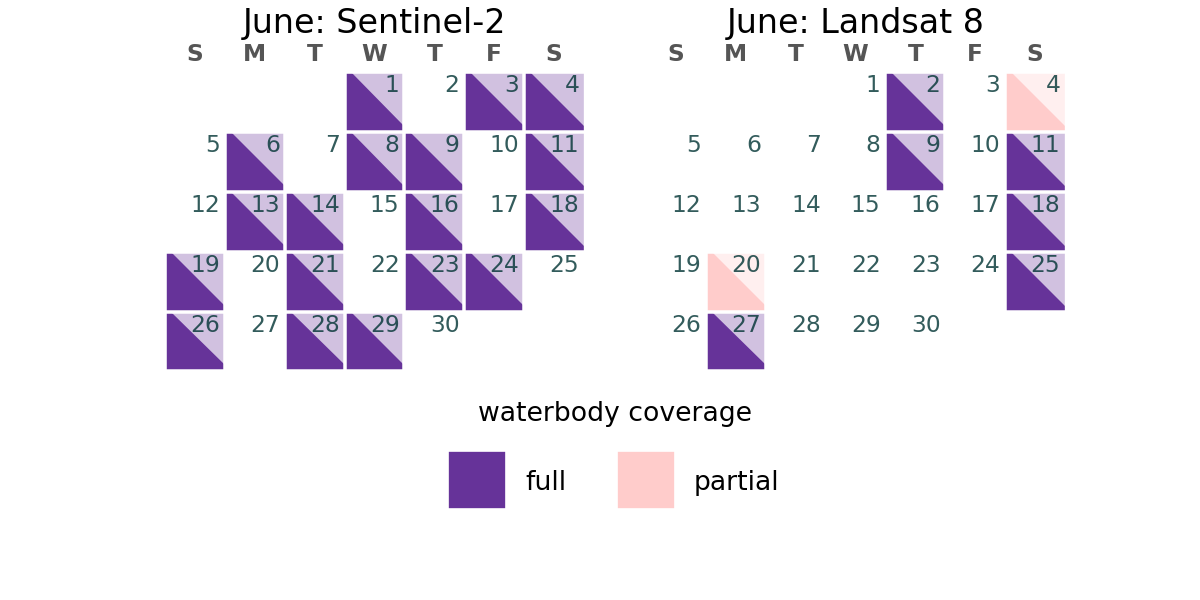 June: Sentinel-2
S M T W T F S
1 2 3 4
5 6 7 8 9 10 11
12 13 14 15 16 17 18
19 20 21 22 23 24 25
26 27 28 29 30
June: Landsat 8
S M T W T F S
1 2 3 4
5 6 7 8 9 10 11
12 13 14 15 16 17 18
19 20 21 22 23 24 25
26 27 28 29 30
waterbody coverage
full partial